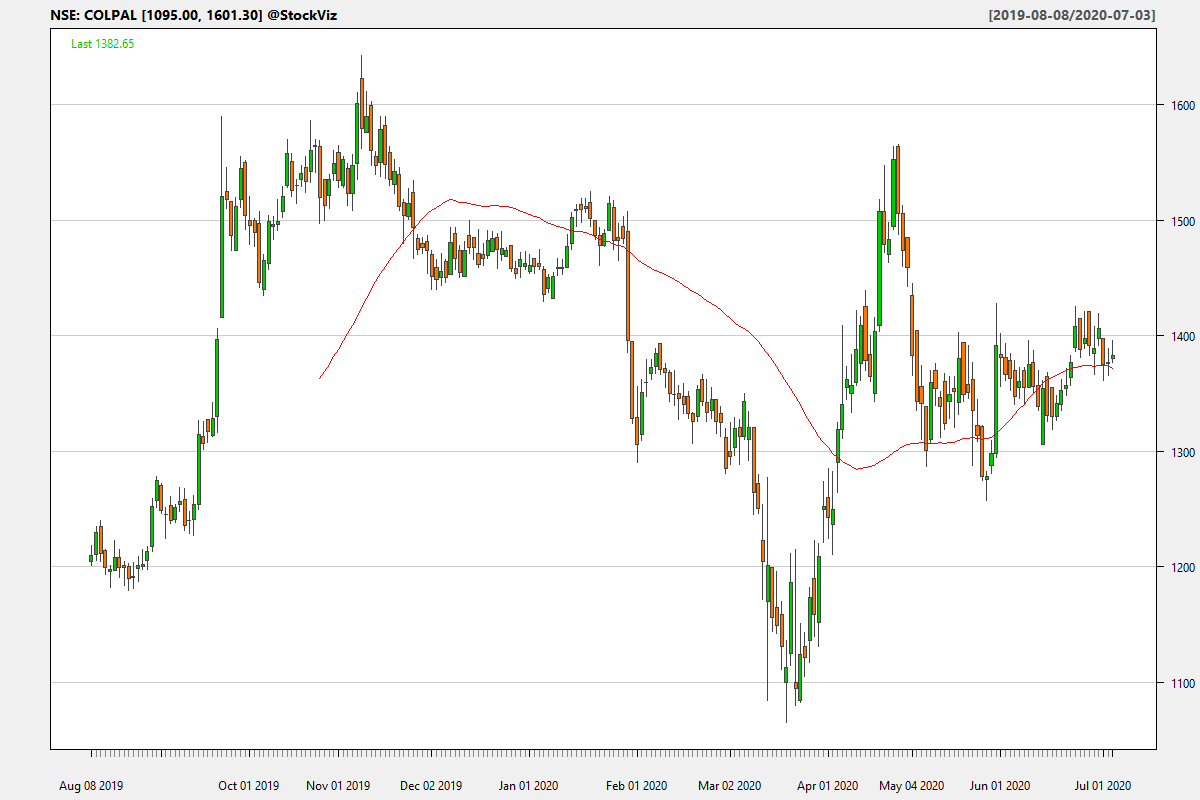 NSE: COLPAL [1095.00, 1601.30] @StockViz [2019-08-08/2020-07-03]
Last 1382.65
1600
1500
1400
1300
1200
1100
Aug 08 2019 Oct 01 2019 Nov 01 2019 Dec 02 2019 Jan 01 2020 Feb 01 2020 Mar 02 2020 Apr 01 2020 May 04 2020 Jun 01 2020 Jul 01 2020